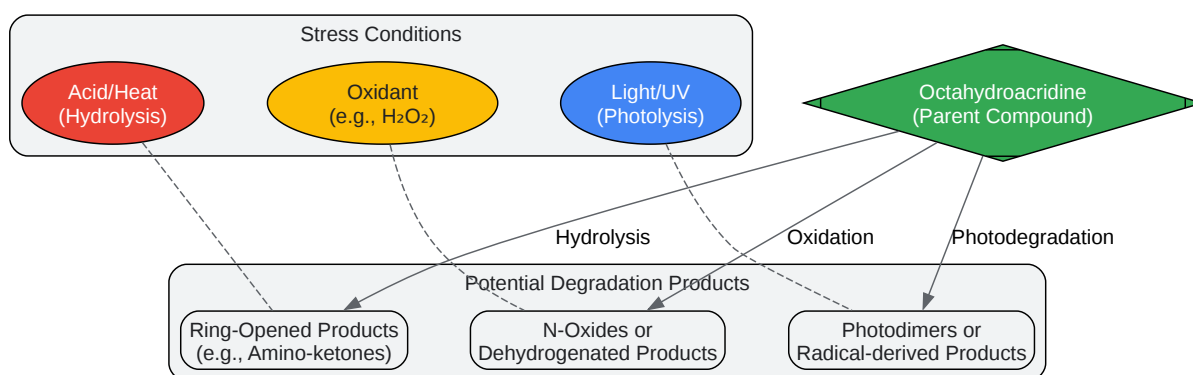 Stress Conditions
Acid/Heat
(Hydrolysis)
Oxidant
(e.g., H₂O₂)
Light/UV
(Photolysis)
Octahydroacridine
(Parent Compound)
Hydrolysis
Oxidation
Photodegradation
Potential Degradation Products
Ring-Opened Products
(e.g., Amino-ketones)
N-Oxides or
Dehydrogenated Products
Photodimers or
Radical-derived Products